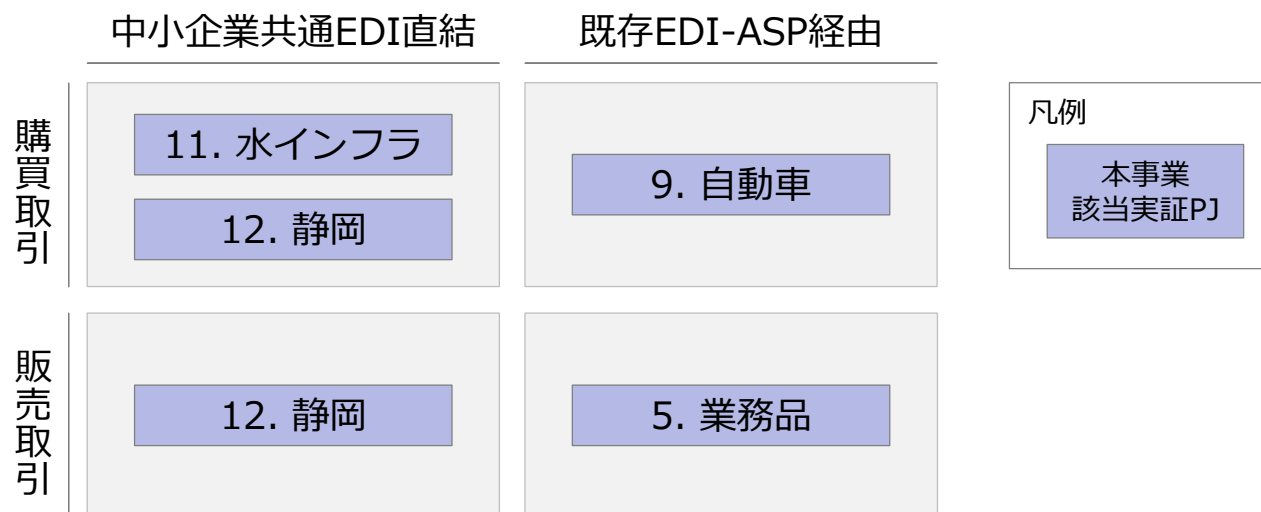 中小企業共通EDI直結
既存EDI-ASP経由
購買取引
11. 水インフラ
12. 静岡
9. 自動車
凡例
本事業
該当実証PJ
販売取引
12. 静岡
5. 業務品